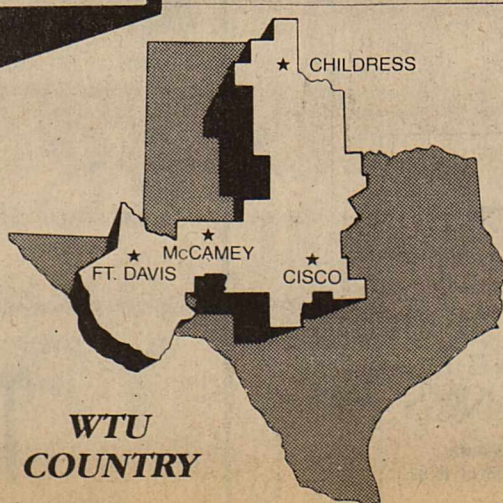 CHILDRESS
McCAMEY
FT. DAVIS
CISCO
WTU
COUNTRY